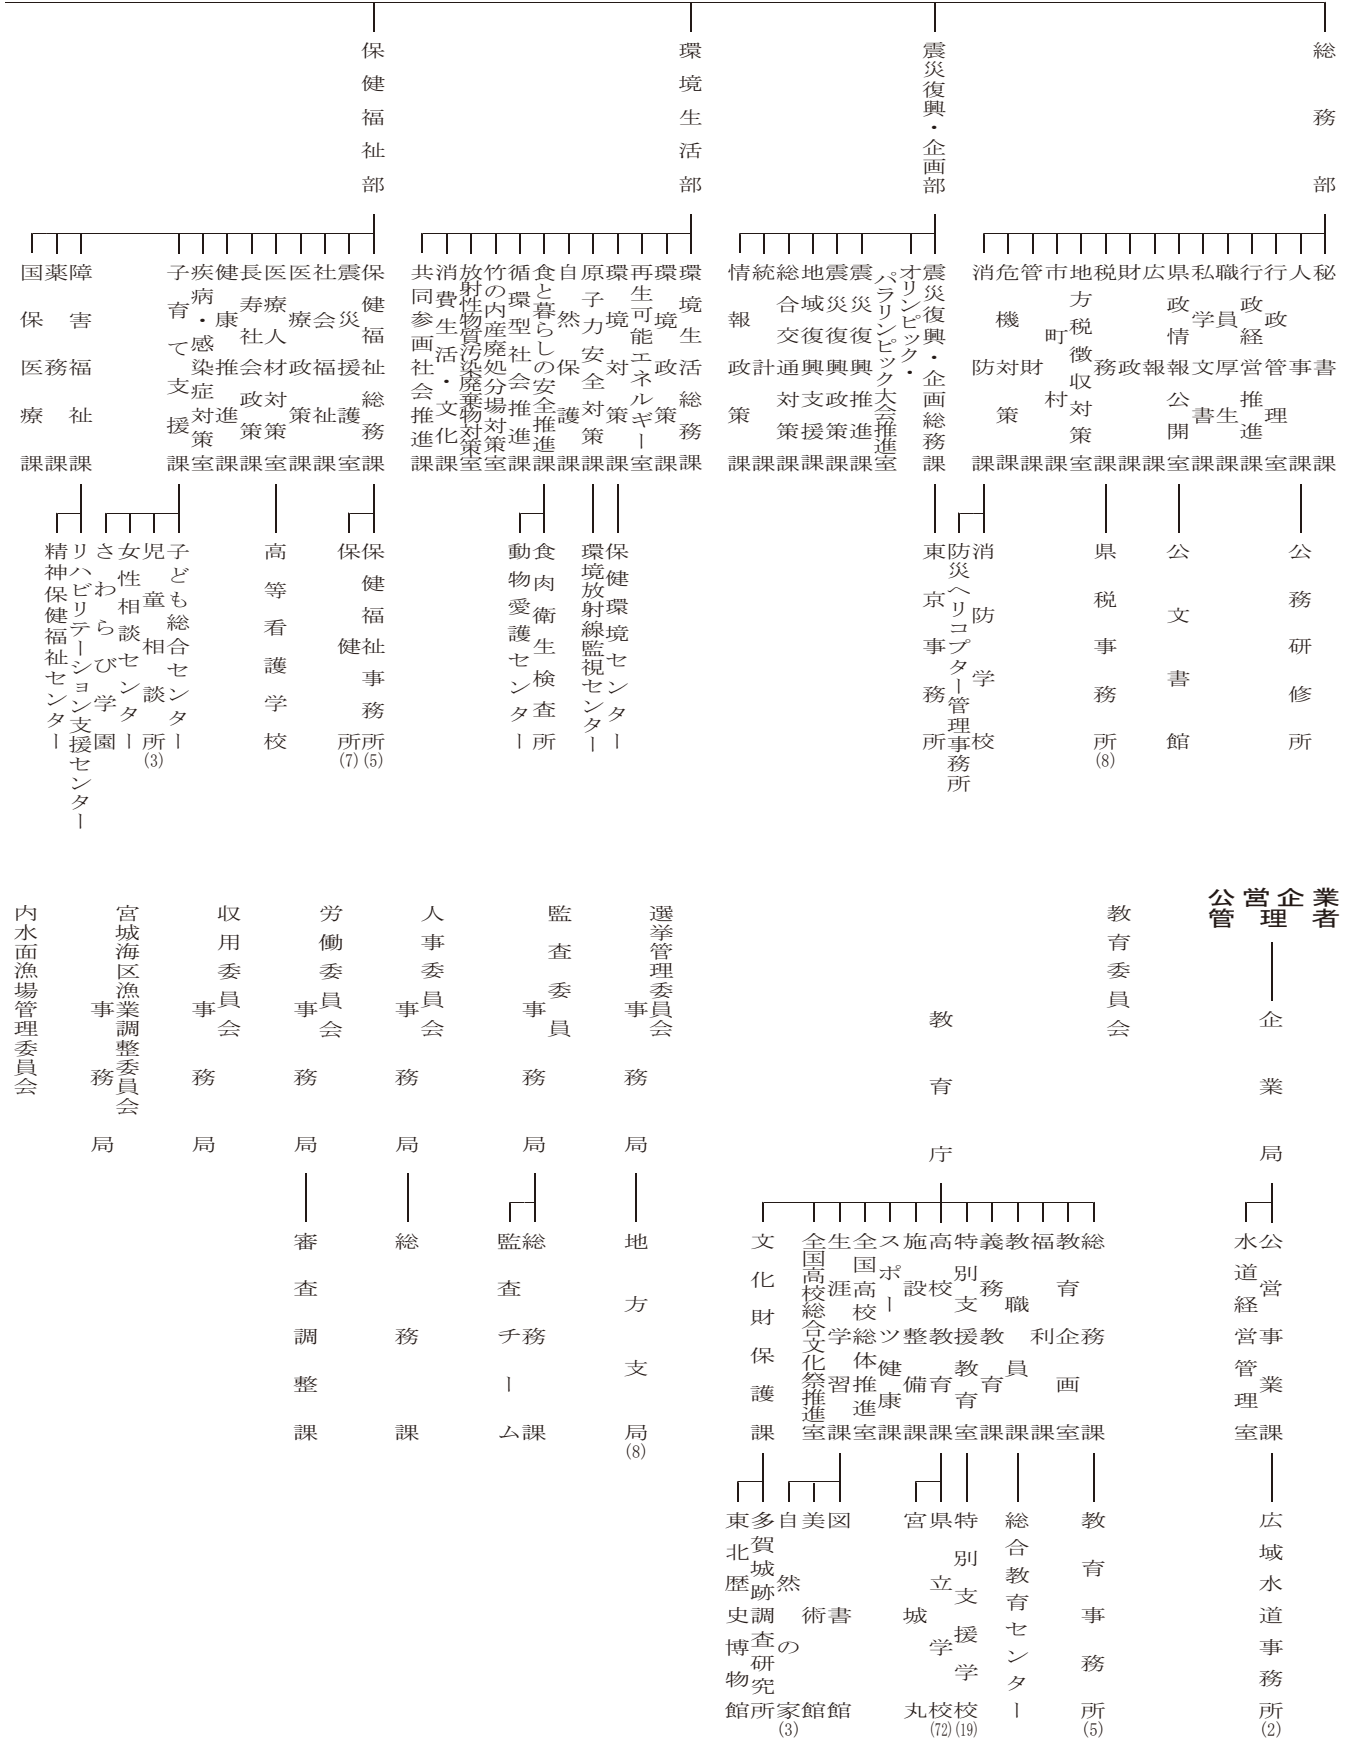 総務部
秘書課
人事課
行政管理室
行政経営推進課
職員厚生課
私学文書課
県政情報公開室
広報課
財政課
税務課
地方税徴収対策室
市町村課
管財課
危機対策課
消防課
公務研修所
公文書館
県税事務所(8)
消防学校
防災ヘリコプター管理事務所
震災復興・企画部
震災復興・企画総務課
オリンピック・
パラリンピック大会推進室
震災復興推進課
震災復興政策課
地域復興支援課
総合交通対策課
統計課
情報政策課
東京事務所
環境生活部
環境生活総務課
環境政策課
再生可能エネルギー室
環境対策課
原子力安全対策課
自然保護課
食と暮らしの安全推進課
循環型社会推進課
竹の内産廃処分場対策室
放射性物質汚染廃棄物対策室
消費生活・文化課
共同参画社会推進課
保健環境センター
環境放射線監視センター
食肉衛生検査所
動物愛護センター
保健福祉部
保健福祉総務課
震災援護室
社会福祉課
医療政策課
医療人材対策室
長寿社会政策課
健康推進課
疾病・感染症対策室
子育て支援課
障害福祉課
薬務課
国保医療課
保健福祉事務所(5)
保健所(7)
高等看護学校
子ども総合センター
児童相談所(3)
女性相談センター
さわらび学園
リハビリテーション支援センター
精神保健福祉センター
公営企業
管理者
企業局
公営事業課
水道経営管理室
広域水道事務所(2)
教育委員会
教育庁
総務課
教育企画室
福利課
教職員課
義務教育課
特別支援教育室
高校教育課
施設整備課
スポーツ健康課
全国高校総体推進室
生涯学習課
全国高校総合文化祭推進室
文化財保護課
教育事務所(5)
総合教育センター
特別支援学校(19)
県立学校(72)
宮城丸
図書館
美術館
自然の家(3)
多賀城跡調査研究所
東北歴史博物館
選挙管理委員会
事務局
地方支局(8)
監査委員
事務局
総務課
監査チーム
人事委員会
事務局
総務課
労働委員会
事務局
審査調整課
収用委員会
事務局
宮城海区漁業調整委員会
事務局
内水面漁場管理委員会